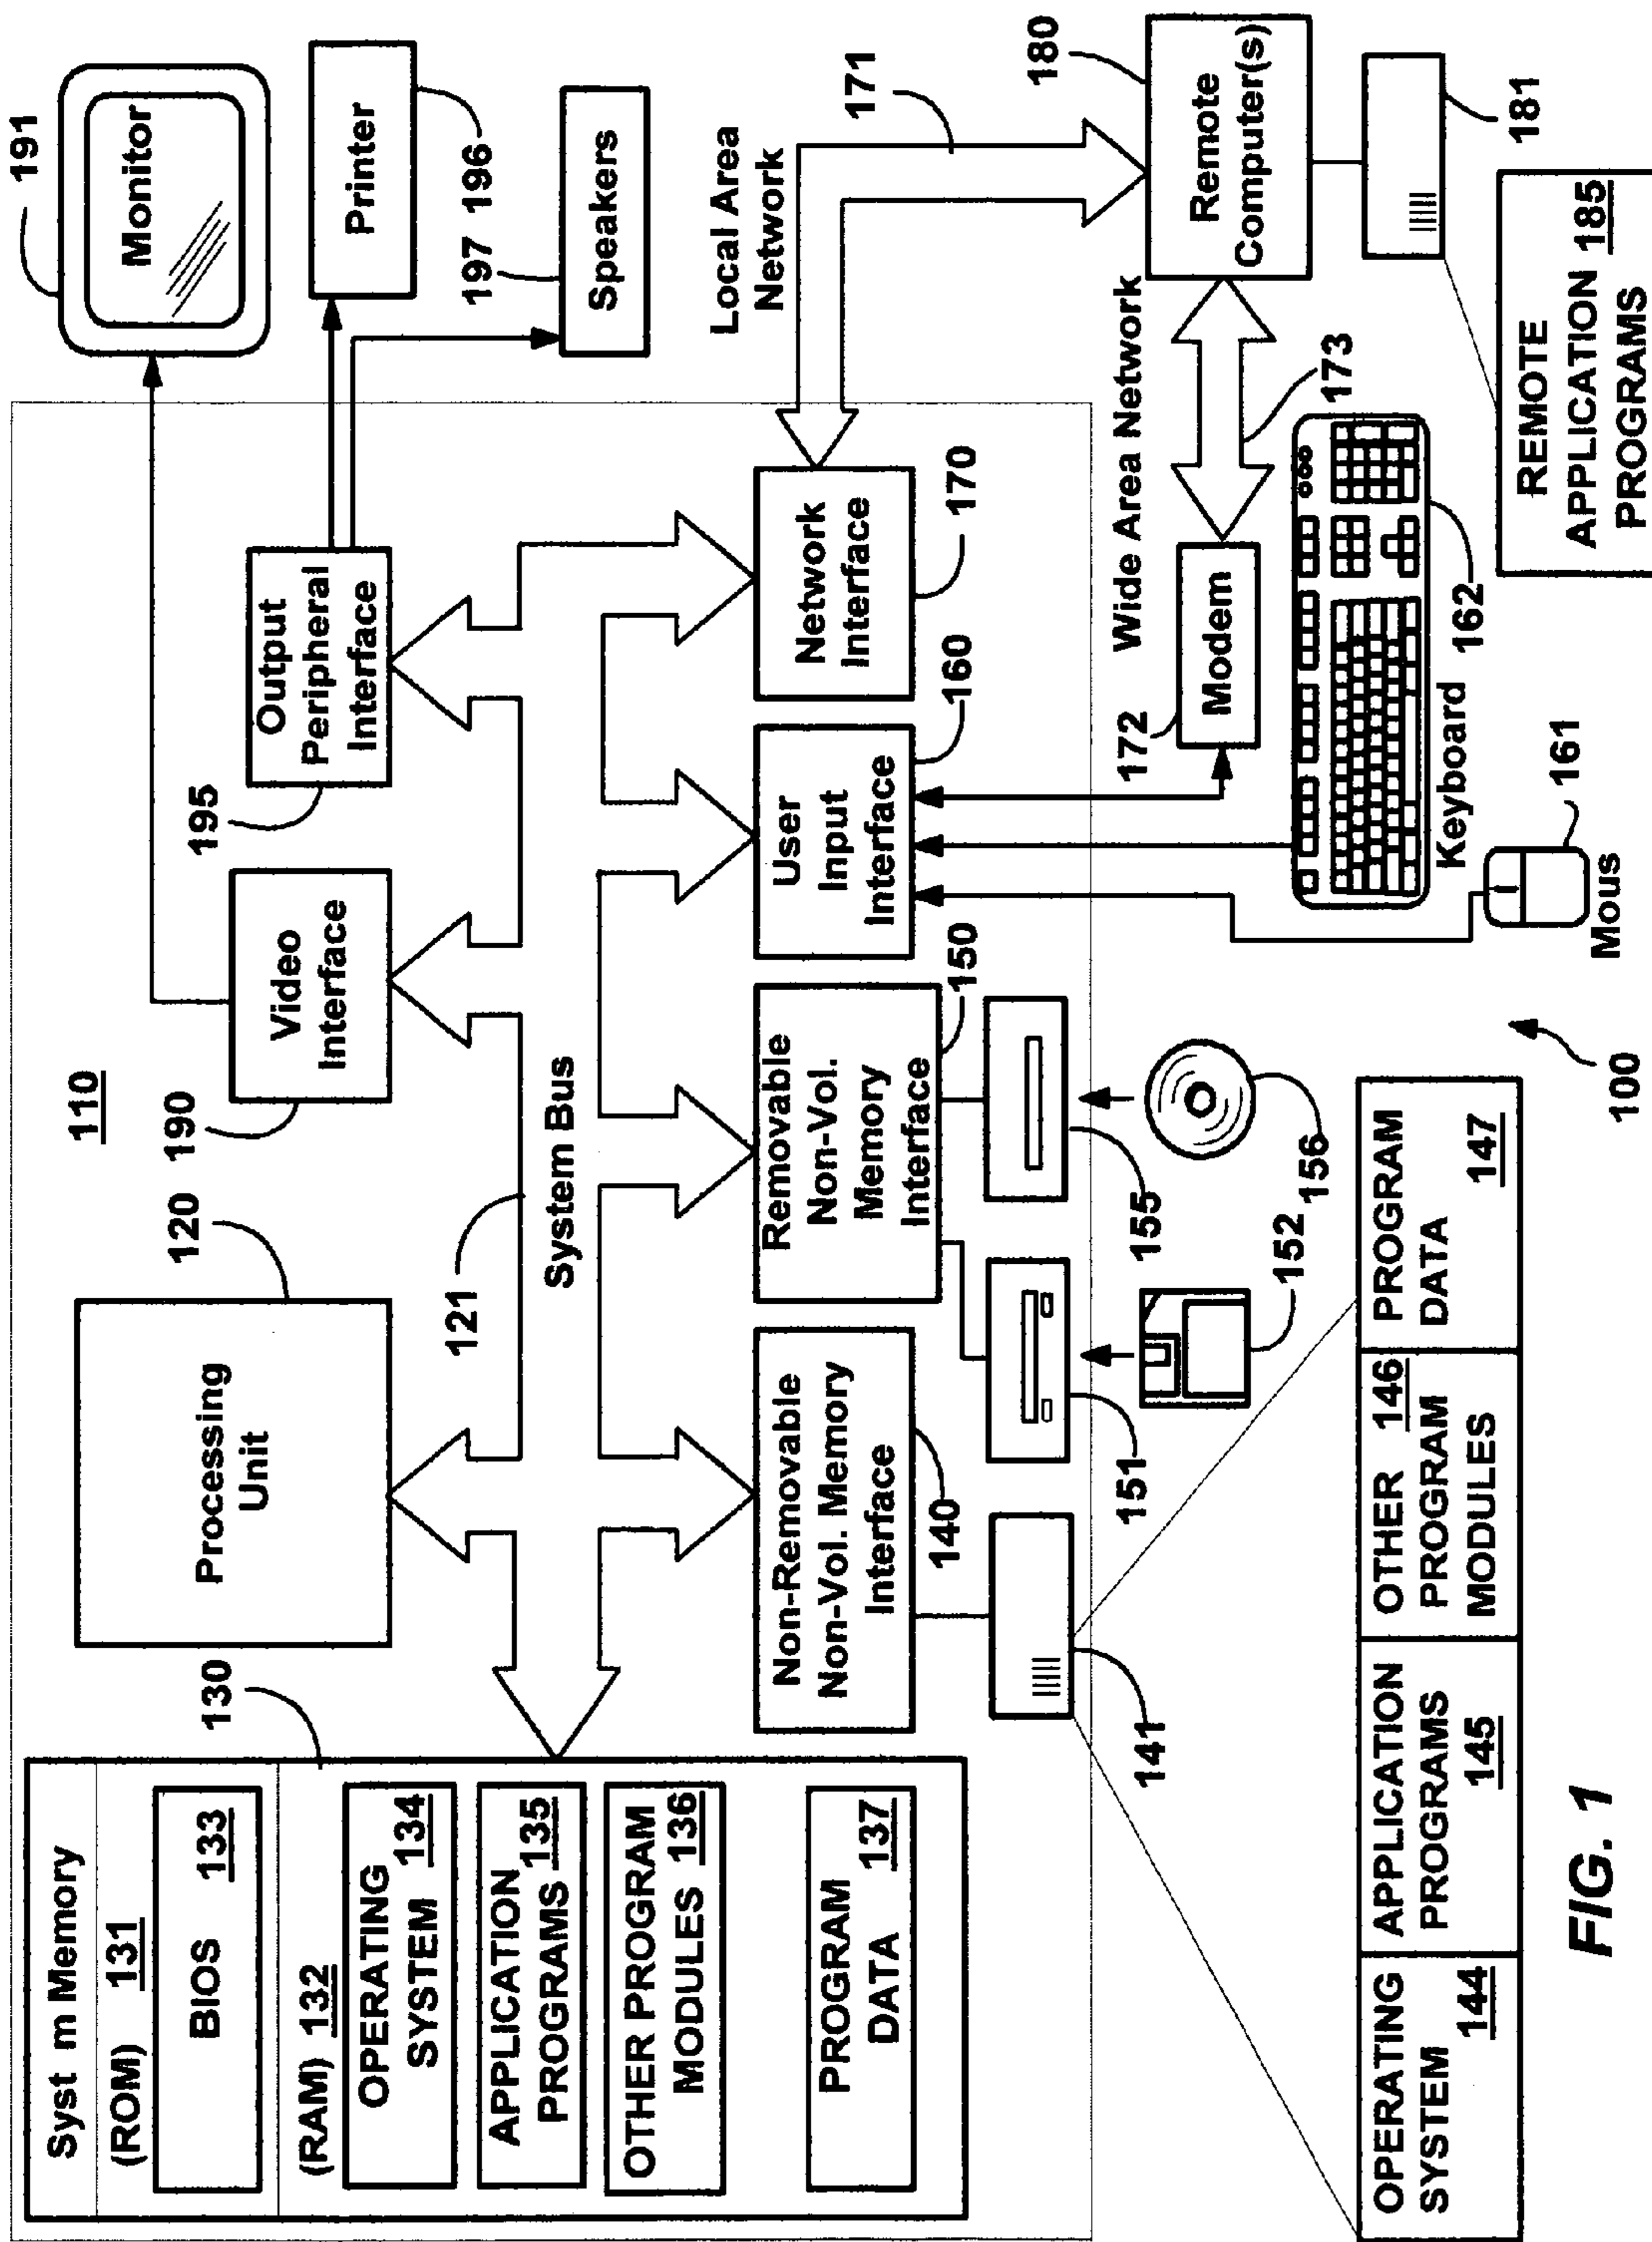 110
Syst m Memory
(ROM) 131
BIOS 133
(RAM) 132
OPERATING
SYSTEM 134
APPLICATION
PROGRAMS 135
OTHER PROGRAM
MODULES 136
PROGRAM
DATA 137
130
Processing
Unit
120
121
System Bus
190
Video
Interface
195
Output
Peripheral
Interface
191
Monitor
Printer
197 196
Speakers
Local Area
Network
171
Non-Removable
Non-Vol. Memory
Interface
140
Removable
Non-Vol.
Memory
Interface
150
User
Input
Interface
160
Network
Interface
170
180
Remote
Computer(s)
181
Wide Area Network
173
172
Modem
141
151
152
155
156
Keyboard
162
161
Mous
REMOTE
APPLICATION 185
PROGRAMS
OPERATING
SYSTEM
144
APPLICATION
PROGRAMS
145
OTHER 146
PROGRAM
MODULES
PROGRAM
DATA
147
100
FIG. 1